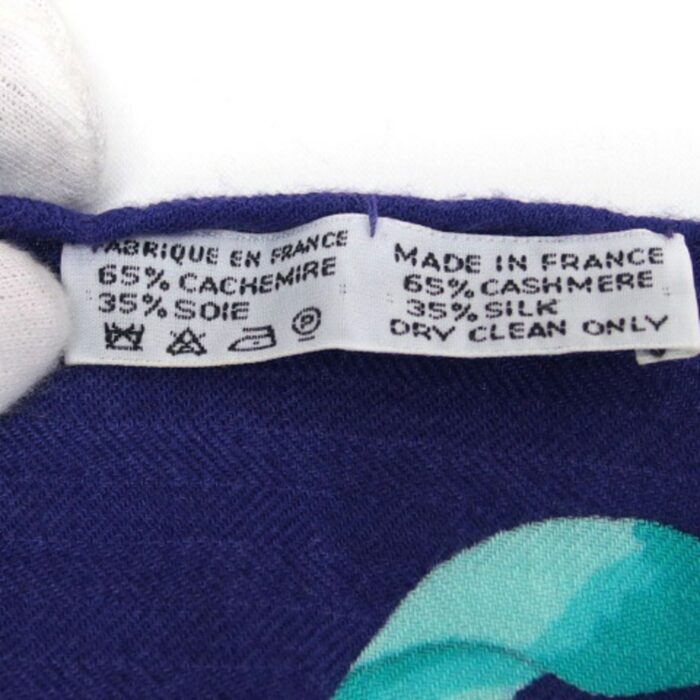 FABRIQUE EN FRANCE
65% CACHEMIRE
35% SOIE
P
MADE IN FRANCE
65% CASHMERE
35% SILK
DRY CLEAN ONLY